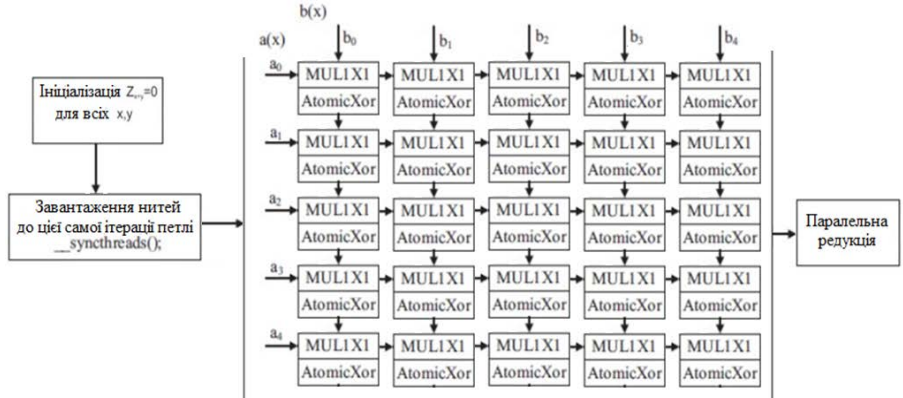 b(x)
a(x)
b₀ b₁ b₂ b₃ b₄
Ініціалізація Zₓ,ᵧ=0
для всіх x,y
Завантаження нитей
до цієї самої ітерації петлі
__syncthreads();
a₀
MUL1X1 MUL1X1 MUL1X1 MUL1X1 MUL1X1
AtomicXor AtomicXor AtomicXor AtomicXor AtomicXor
a₁
MUL1X1 MUL1X1 MUL1X1 MUL1X1 MUL1X1
AtomicXor AtomicXor AtomicXor AtomicXor AtomicXor
a₂
MUL1X1 MUL1X1 MUL1X1 MUL1X1 MUL1X1
AtomicXor AtomicXor AtomicXor AtomicXor AtomicXor
a₃
MUL1X1 MUL1X1 MUL1X1 MUL1X1 MUL1X1
AtomicXor AtomicXor AtomicXor AtomicXor AtomicXor
a₄
MUL1X1 MUL1X1 MUL1X1 MUL1X1 MUL1X1
AtomicXor AtomicXor AtomicXor AtomicXor AtomicXor
Паралельна
редукція